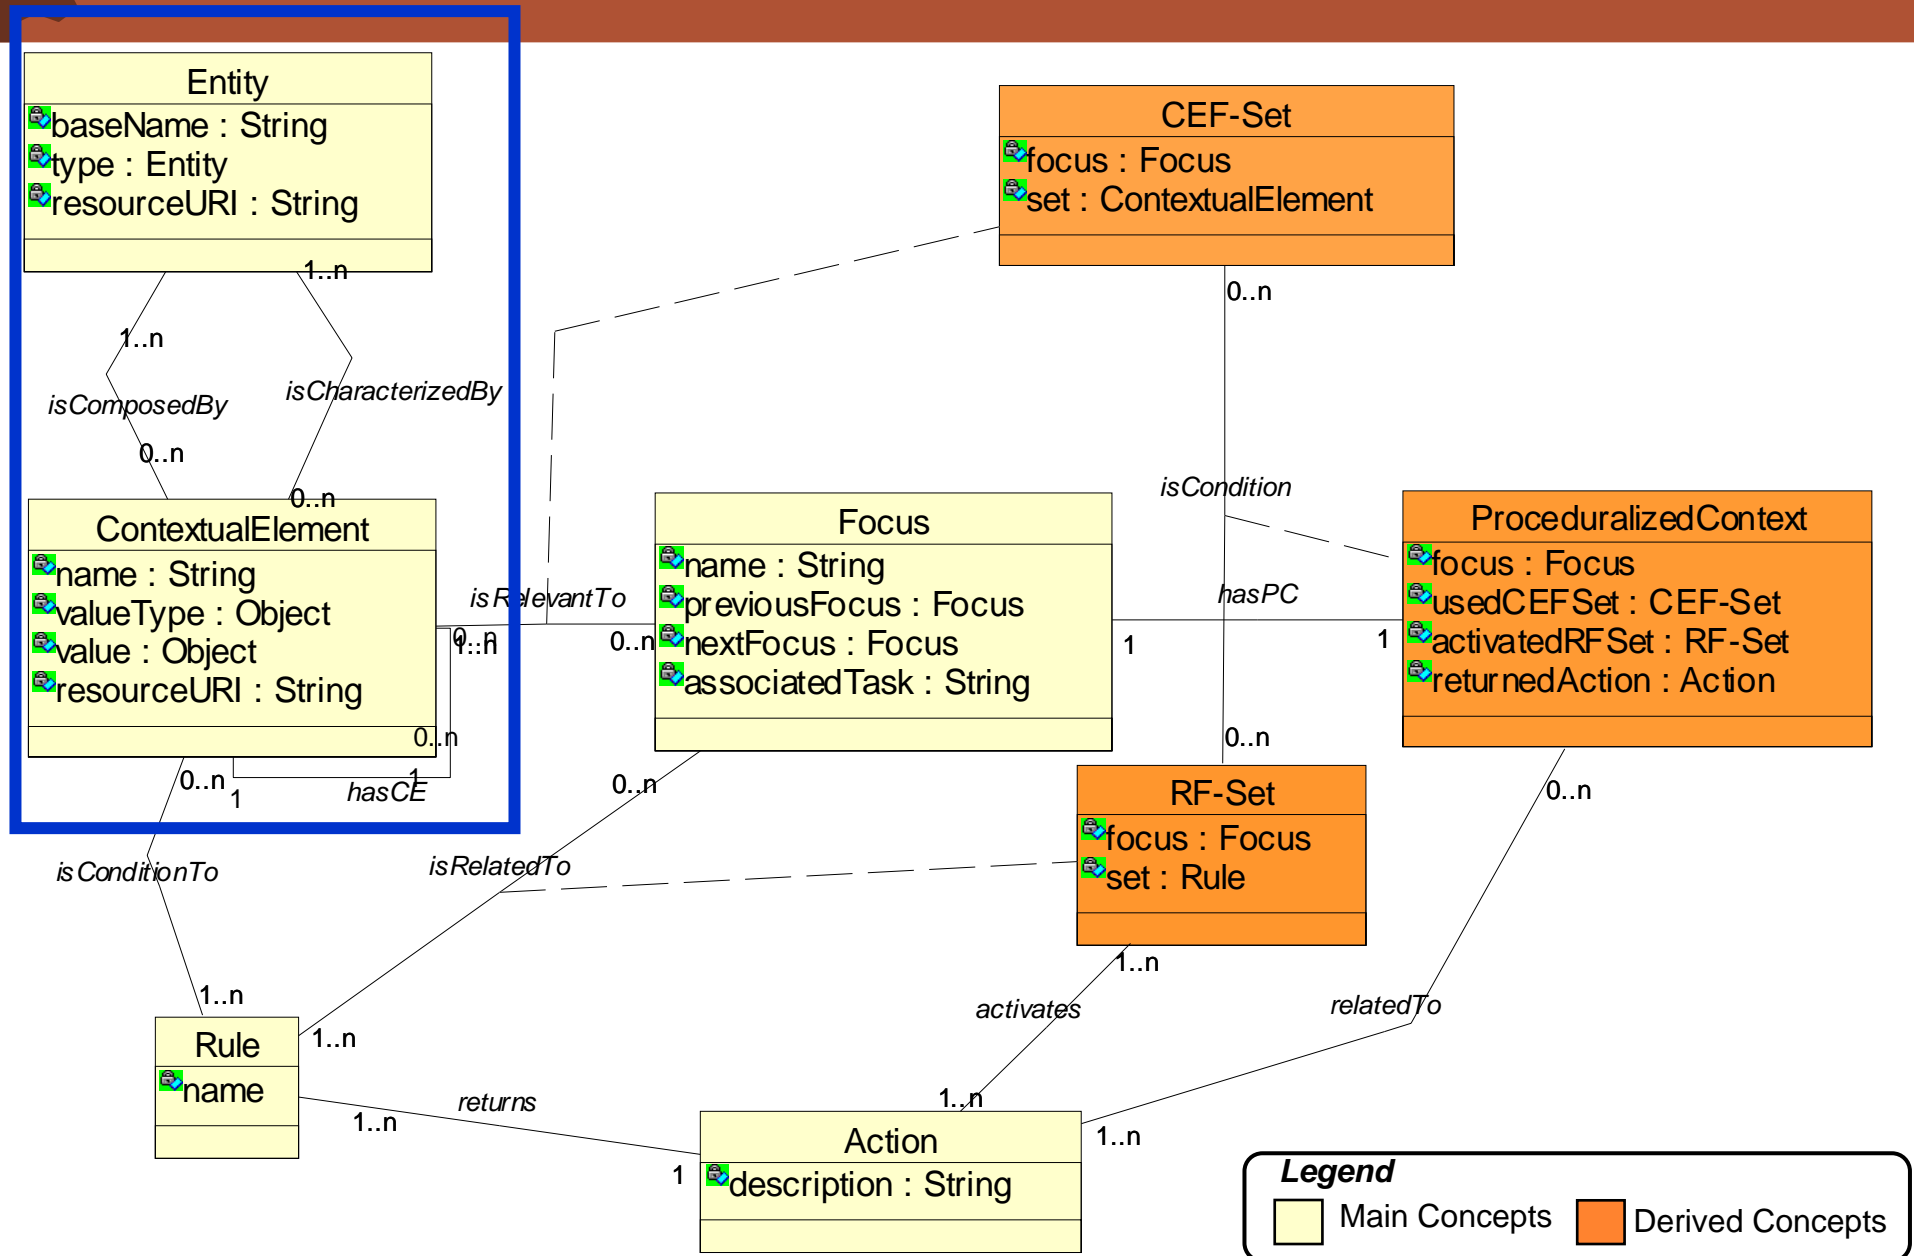 Entity
baseName : String
type : Entity
resourceURI : String
CEF-Set
focus : Focus
set : ContextualElement
1..n
0..n
1..n
isComposedBy
isCharacterizedBy
0..n
0..n
isCondition
ContextualElement
name : String
valueType : Object
value : Object
resourceURI : String
isRelevantTo
0..n
1..n
0..n
Focus
name : String
previousFocus : Focus
nextFocus : Focus
associatedTask : String
hasPC
1
1
ProceduralizedContext
focus : Focus
usedCEFSet : CEF-Set
activatedRFSet : RF-Set
returnedAction : Action
0..n
0..n
0..n
1
hasCE
1
0..n
0..n
RF-Set
focus : Focus
set : Rule
isConditionTo
isRelatedTo
1..n
1..n
activates
relatedTo
1..n
Rule
name
returns
1..n
1..n
1..n
1
Action
description : String
Legend
Main Concepts
Derived Concepts